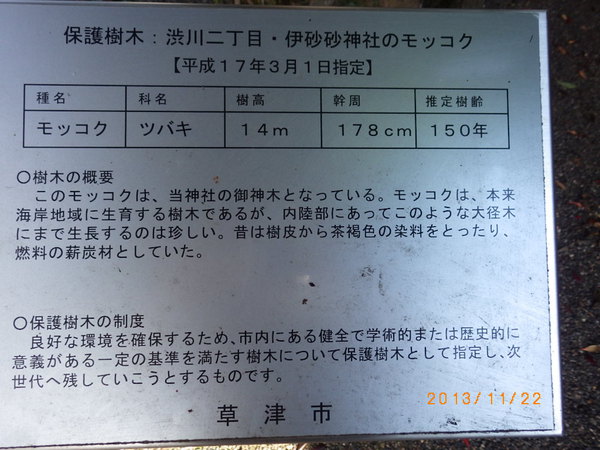 保護樹木：渋川二丁目・伊砂砂神社のモッコク
【平成１７年３月１日指定】
種名 科名 樹高 幹周 推定樹齢
モッコク ツバキ １４ｍ １７８ｃｍ １５０年
〇樹木の概要
このモッコクは、当神社の御神木となっている。モッコクは、本来
海岸地域に生育する樹木であるが、内陸部にあってこのような大径木
にまで生長するのは珍しい。昔は樹皮から茶褐色の染料をとったり、
燃料の薪炭材としていた。
〇保護樹木の制度
良好な環境を確保するため、市内にある健全で学術的または歴史的に
意義がある一定の基準を満たす樹木について保護樹木として指定し、次
世代へ残していこうとするものです。
草津市
2013/11/22